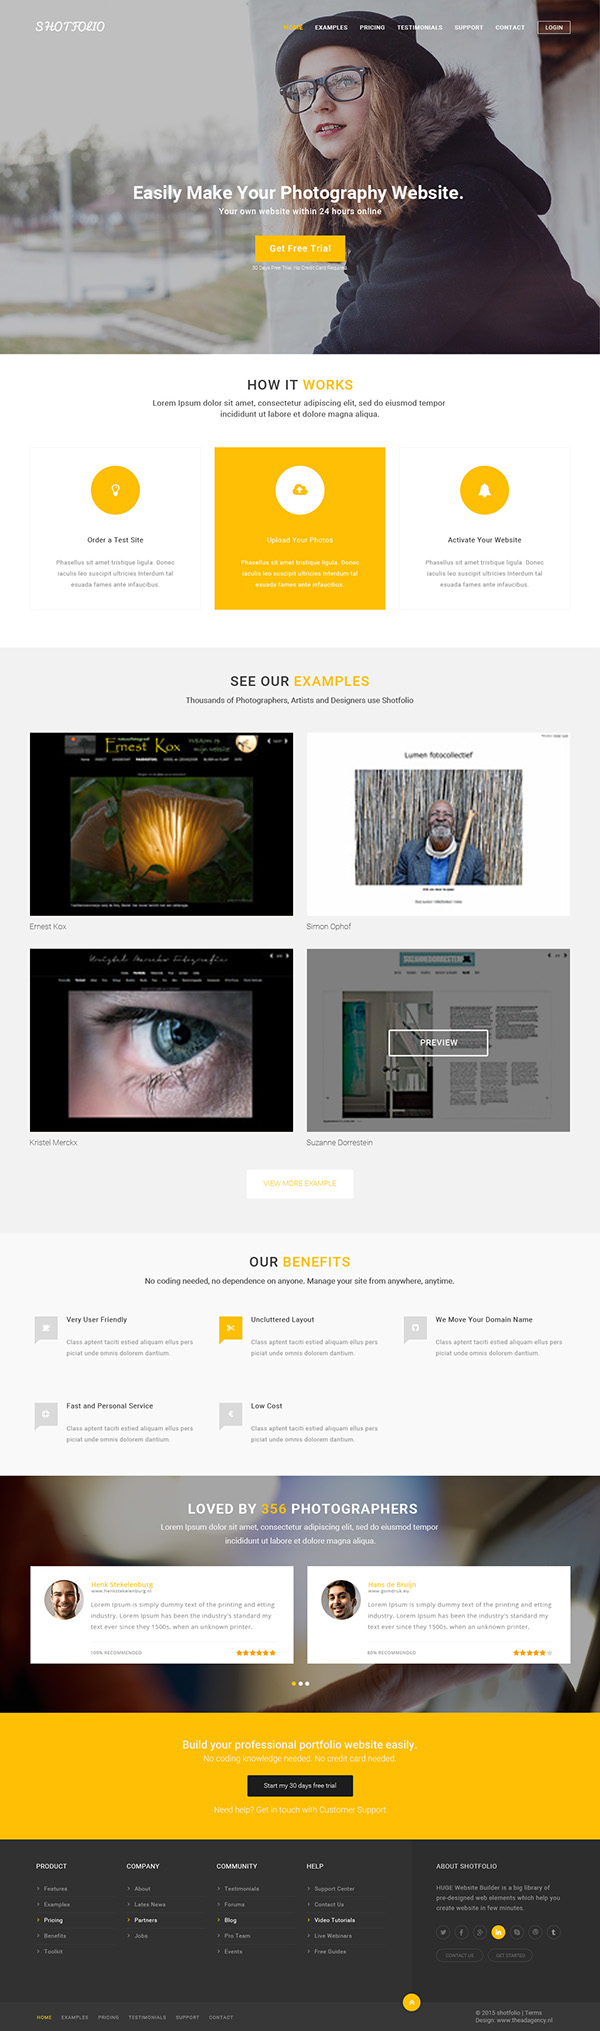 SHOTFOLIO
HOME EXAMPLES PRICING TESTIMONIALS SUPPORT CONTACT LOGIN
Easily Make Your Photography Website.
Your own website within 24 hours online
Get Free Trial
30 Days Free Trial. No Credit Card Required.
HOW IT WORKS
Lorem Ipsum dolor sit amet, consectetur adipiscing elit, sed do eiusmod tempor
incididunt ut labore et dolore magna aliqua.
Order a Test Site
Phasellus sit amet tristique ligula. Donec
iaculis leo suscipit ultricies Interdum tal
esuada fames ante infaucibus.
Upload Your Photos
Phasellus sit amet tristique ligula. Donec
iaculis leo suscipit ultricies Interdum tal
esuada fames ante infaucibus.
Activate Your Website
Phasellus sit amet tristique ligula. Donec
iaculis leo suscipit ultricies Interdum tal
esuada fames ante infaucibus.
SEE OUR EXAMPLES
Thousands of Photographers, Artists and Designers use Shotfolio
Ernest Kox
Ernest Kox
Lumen fotocollectief
Simon Ophof
Kristel Merckx Fotografie
Kristel Merckx
SUZANNEDORRESTEIN
PREVIEW
Suzanne Dorrestein
VIEW MORE EXAMPLE
OUR BENEFITS
No coding needed, no dependence on anyone. Manage your site from anywhere, anytime.
Very User Friendly
Class aptent taciti estied aliquam ellus pers
piciat unde omnis dolorem dantium.
Uncluttered Layout
Class aptent taciti estied aliquam ellus pers
piciat unde omnis dolorem dantium.
We Move Your Domain Name
Class aptent taciti estied aliquam ellus pers
piciat unde omnis dolorem dantium.
Fast and Personal Service
Class aptent taciti estied aliquam ellus pers
piciat unde omnis dolorem dantium.
€
Low Cost
Class aptent taciti estied aliquam ellus pers
piciat unde omnis dolorem dantium.
LOVED BY 356 PHOTOGRAPHERS
Lorem Ipsum dolor sit amet, consectetur adipiscing elit, sed do eiusmod tempor
incididunt ut labore et dolore magna aliqua.
Henk Stekelenburg
www.henkstekelenburg.nl
Lorem Ipsum is simply dummy text of the printing and etting
industry. Lorem Ipsum has been the industry's standard my
text ever since they 1500s, when an unknown printer.
100% RECOMMENDED
Hans de Bruijn
www.gomdruk.eu
Lorem Ipsum is simply dummy text of the printing and etting
industry. Lorem Ipsum has been the industry's standard my
text ever since they 1500s, when an unknown printer.
80% RECOMMENDED
Build your professional portfolio website easily.
No coding knowledge needed. No credit card needed.
Start my 30 days free trial
Need help? Get in touch with Customer Support
PRODUCT
Features
Examples
Pricing
Benefits
Toolkit
COMPANY
About
Lates News
Partners
Jobs
COMMUNITY
Testimonials
Forums
Blog
Pro Team
Events
HELP
Support Center
Contact Us
Video Tutorials
Live Webinars
Free Guides
ABOUT SHOTFOLIO
HUGE Website Builder is a big library of
pre-designed web elements which help you
create website in few minutes.
CONTACT US GET STARTED
HOME EXAMPLES PRICING TESTIMONIALS SUPPORT CONTACT
© 2015 shotfolio | Terms
Design: www.theadagency.nl